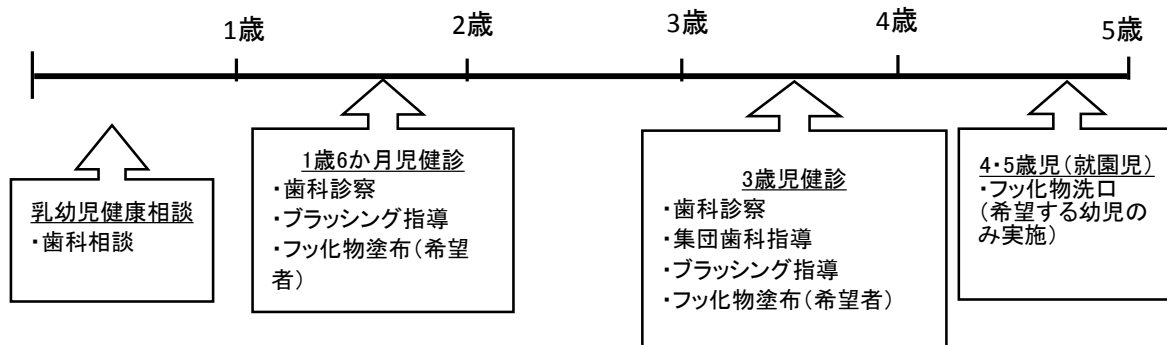 1歳
2歳
3歳
4歳
5歳
乳幼児健康相談
・歯科相談
1歳6か月児健診
・歯科診察
・ブラッシング指導
・フッ化物塗布(希望
者)
3歳児健診
・歯科診察
・集団歯科指導
・ブラッシング指導
・フッ化物塗布(希望者)
4・5歳児(就園児)
・フッ化物洗口
(希望する幼児の
み実施)